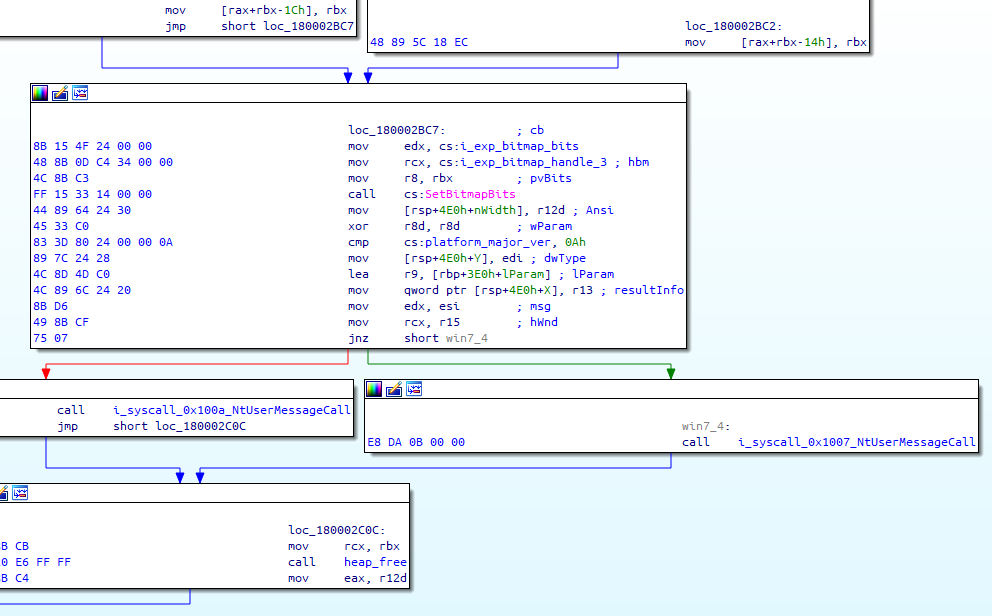 mov [rax+rbx-1Ch], rbx
jmp short loc_180002BC7
loc_180002BC2:
48 89 5C 18 EC mov [rax+rbx-14h], rbx
loc_180002BC7: ; cb
8B 15 4F 24 00 00 mov edx, cs:i_exp_bitmap_bits
48 8B 0D C4 34 00 00 mov rcx, cs:i_exp_bitmap_handle_3 ; hbm
4C 8B C3 mov r8, rbx ; pvBits
FF 15 33 14 00 00 call cs:SetBitmapBits
44 89 64 24 30 mov [rsp+4E0h+nWidth], r12d ; Ansi
45 33 C0 xor r8d, r8d ; wParam
83 3D 80 24 00 00 0A cmp cs:platform_major_ver, 0Ah
89 7C 24 28 mov [rsp+4E0h+Y], edi ; dwType
4C 8D 4D C0 lea r9, [rbp+3E0h+lParam] ; lParam
4C 89 6C 24 20 mov qword ptr [rsp+4E0h+X], r13 ; resultInfo
8B D6 mov edx, esi ; msg
49 8B CF mov rcx, r15 ; hWnd
75 07 jnz short win7_4
call i_syscall_0x100a_NtUserMessageCall
jmp short loc_180002C0C
win7_4:
E8 DA 0B 00 00 call i_syscall_0x1007_NtUserMessageCall
loc_180002C0C:
B CB mov rcx, rbx
0 E6 FF FF call heap_free
B C4 mov eax, r12d